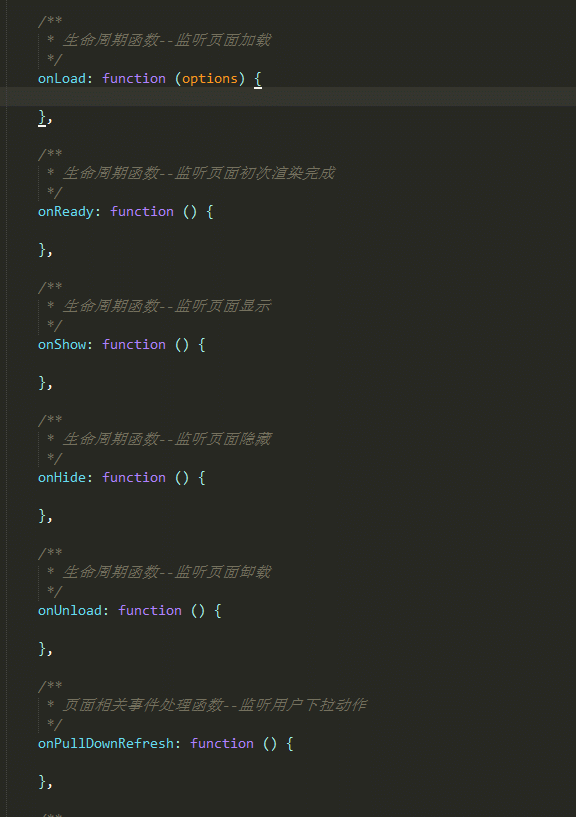 /**
* 生命周期函数--监听页面加载
*/
onLoad: function (options) {
},
/**
* 生命周期函数--监听页面初次渲染完成
*/
onReady: function () {
},
/**
* 生命周期函数--监听页面显示
*/
onShow: function () {
},
/**
* 生命周期函数--监听页面隐藏
*/
onHide: function () {
},
/**
* 生命周期函数--监听页面卸载
*/
onUnload: function () {
},
/**
* 页面相关事件处理函数--监听用户下拉动作
*/
onPullDownRefresh: function () {
},